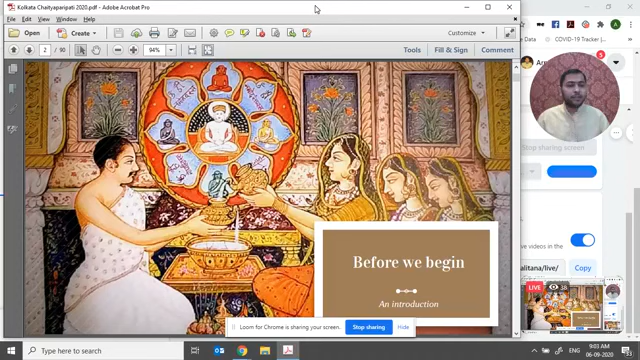 Kolkata Chaityaparipati 2020.pdf - Adobe Acrobat Pro
File Edit View Window Help
Open
Create
Customize
2 / 90
94%
Tools
Fill & Sign
Comment
Before we begin
An introduction
Loom for Chrome is sharing your screen.
Stop sharing
Hide
COVID-19 Tracker |
Stop sharing screen
videos in the
alitana/live/
Copy
LIVE
38
Type here to search
ENG
9:03 AM
06-09-2020